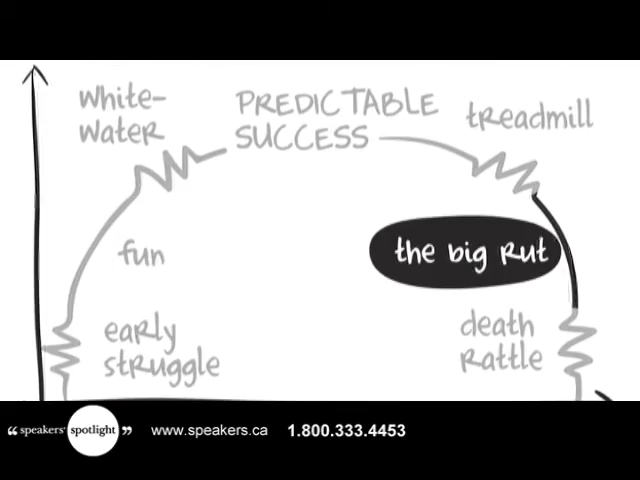 white-
water
PREDICTABLE
SUCCESS
treadmill
fun
the big rut
early
struggle
death
rattle
“speakers’ spotlight”
www.speakers.ca
1.800.333.4453